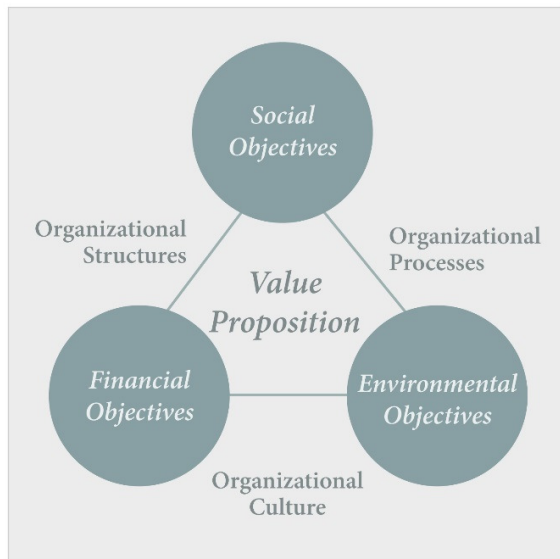 Social
Objectives
Organizational
Structures
Organizational
Processes
Value
Proposition
Financial
Objectives
Environmental
Objectives
Organizational
Culture